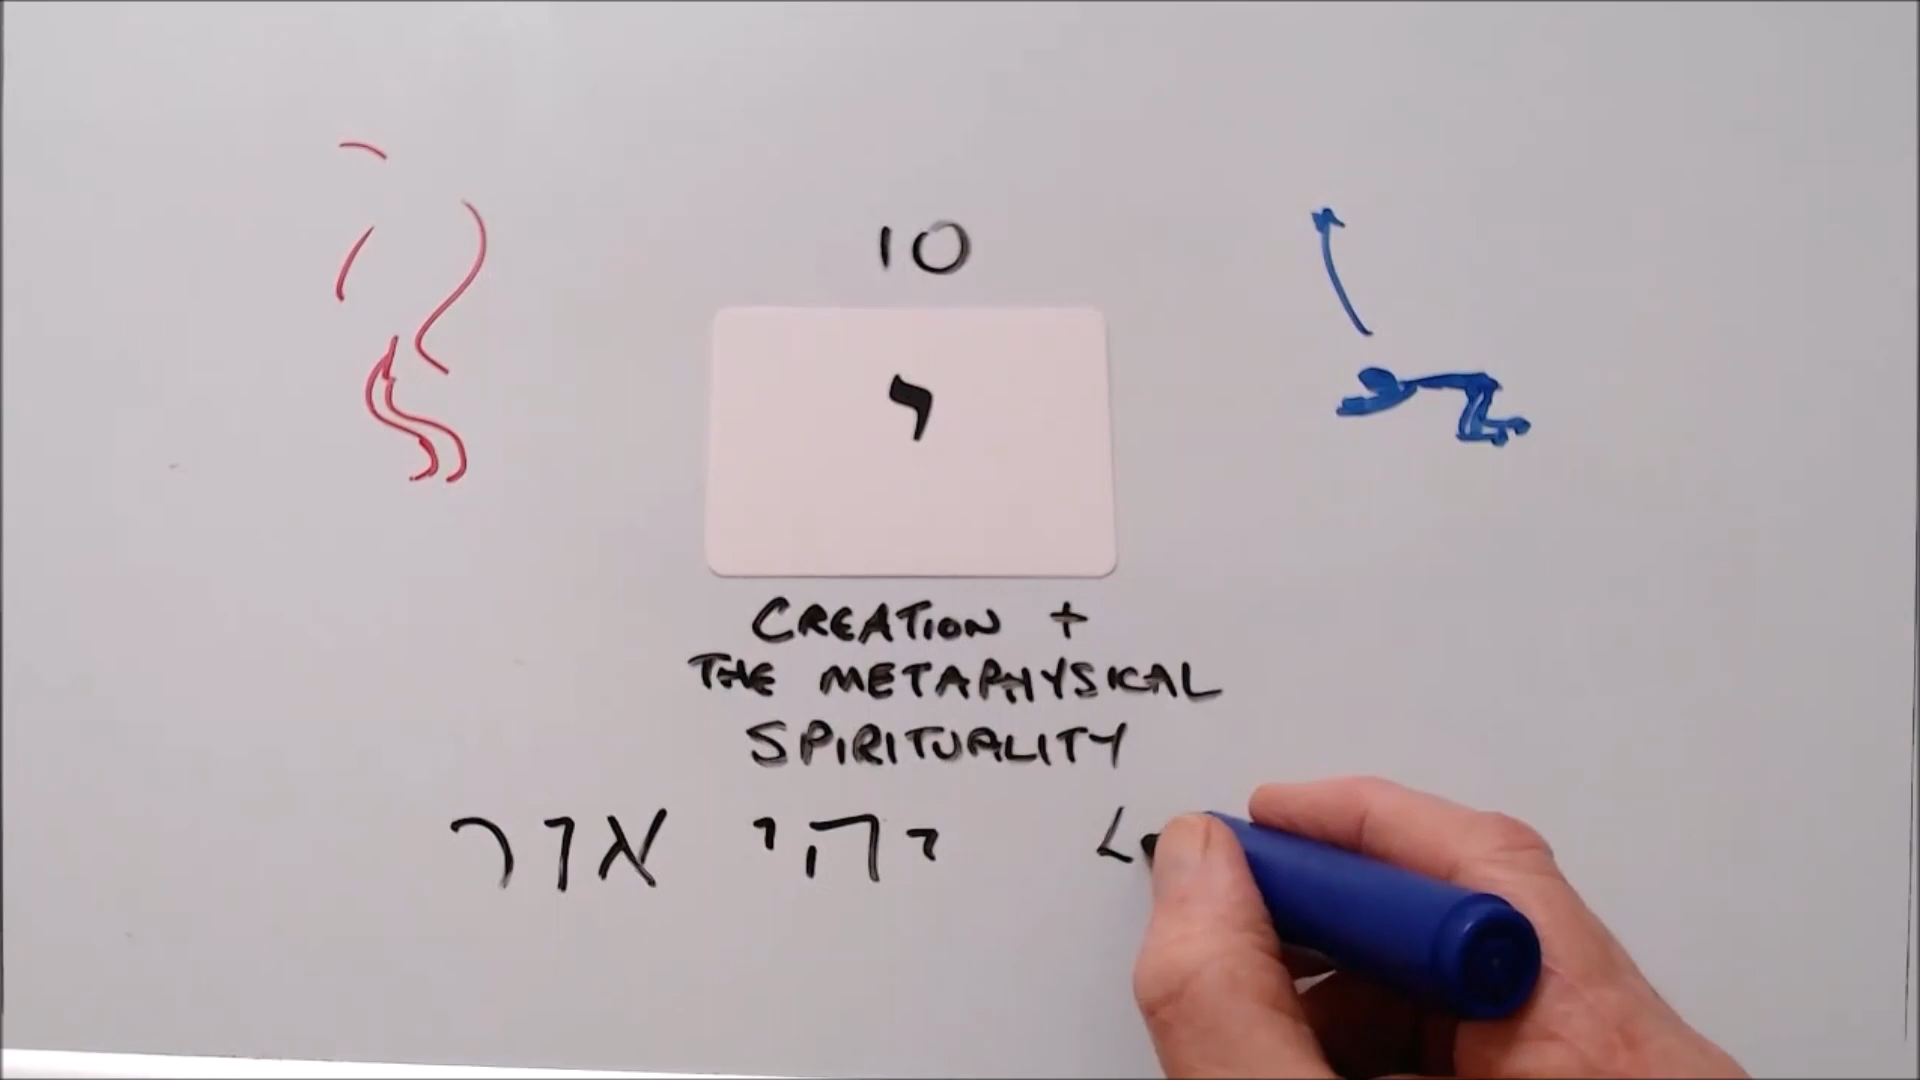 10
י
CREATION +
THE METAPHYSICAL
SPIRITUALITY
יהי אור